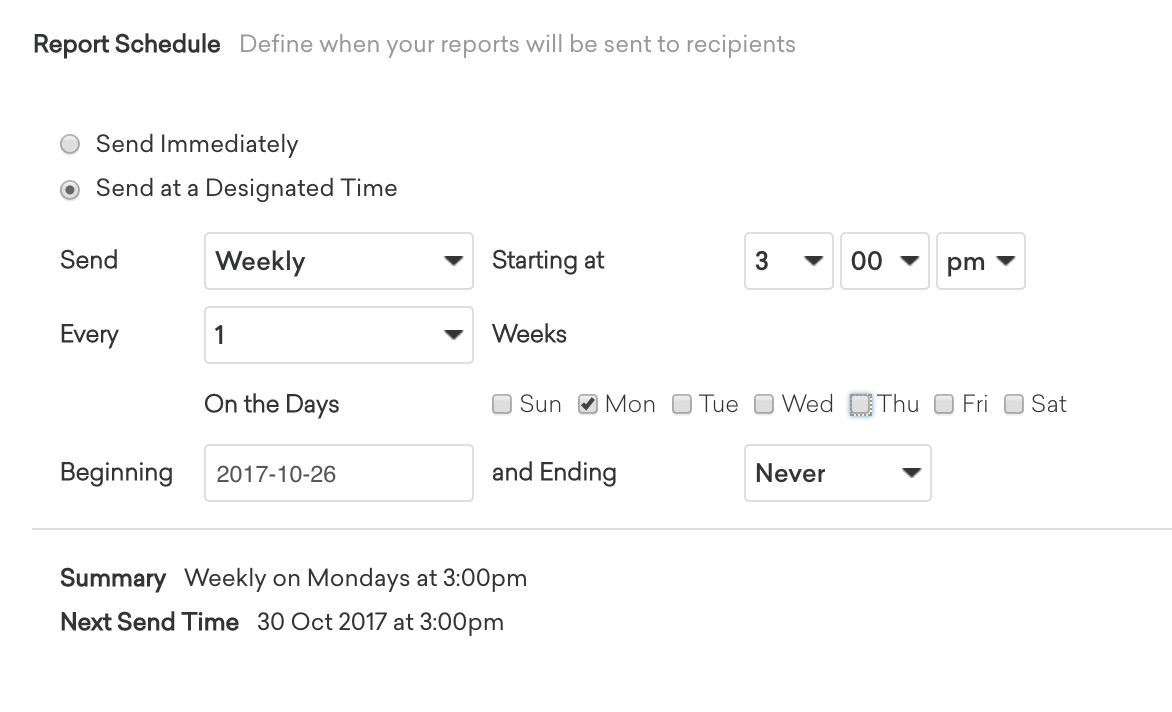 Report Schedule Define when your reports will be sent to recipients
Send Immediately
Send at a Designated Time
Send Weekly Starting at 3 00 pm
Every 1 Weeks
On the Days Sun Mon Tue Wed Thu Fri Sat
Beginning 2017-10-26 and Ending Never
Summary Weekly on Mondays at 3:00pm
Next Send Time 30 Oct 2017 at 3:00pm